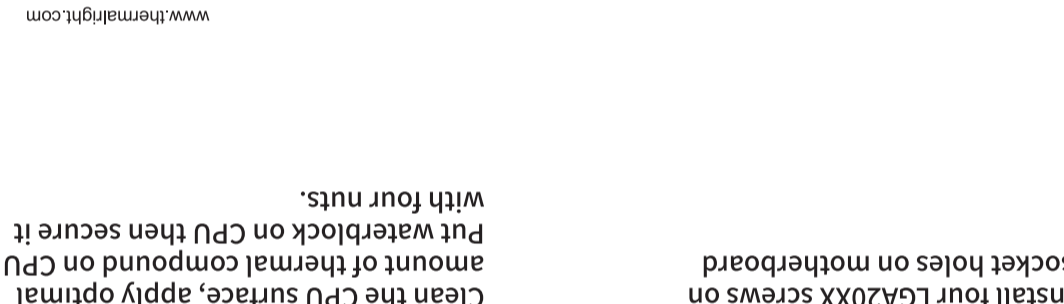 nstall four LGA20XX screws on
socket holes on motherboard
Clean the CPU surface, apply optimal
amount of thermal compound on CPU
Put waterblock on CPU then secure it
with four nuts.
www.thermalright.com